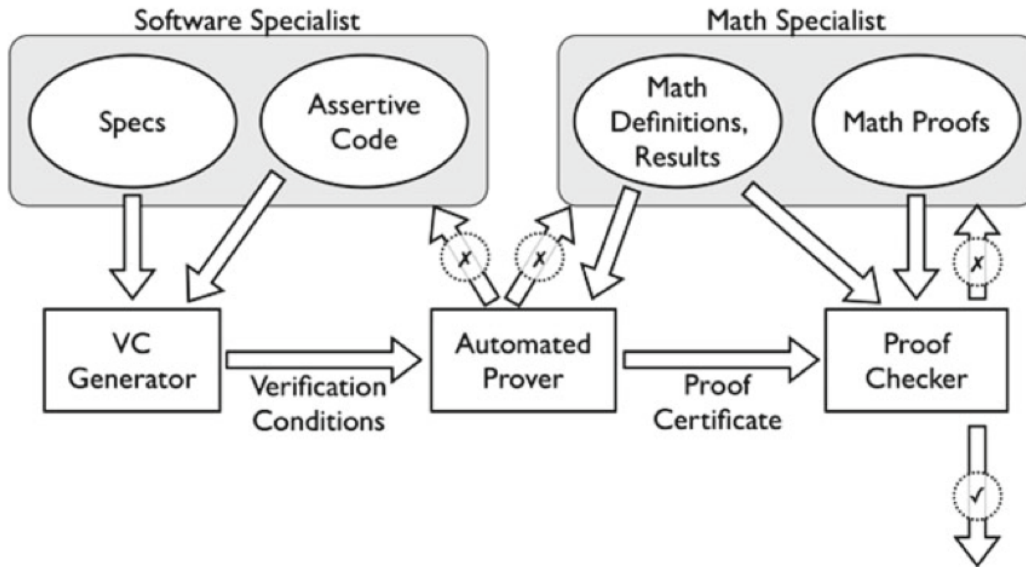 Software Specialist
Math Specialist
Specs
Assertive
Code
Math
Definitions,
Results
Math Proofs
✗
✗
✗
VC
Generator
Verification
Conditions
Automated
Prover
Proof
Certificate
Proof
Checker
✓